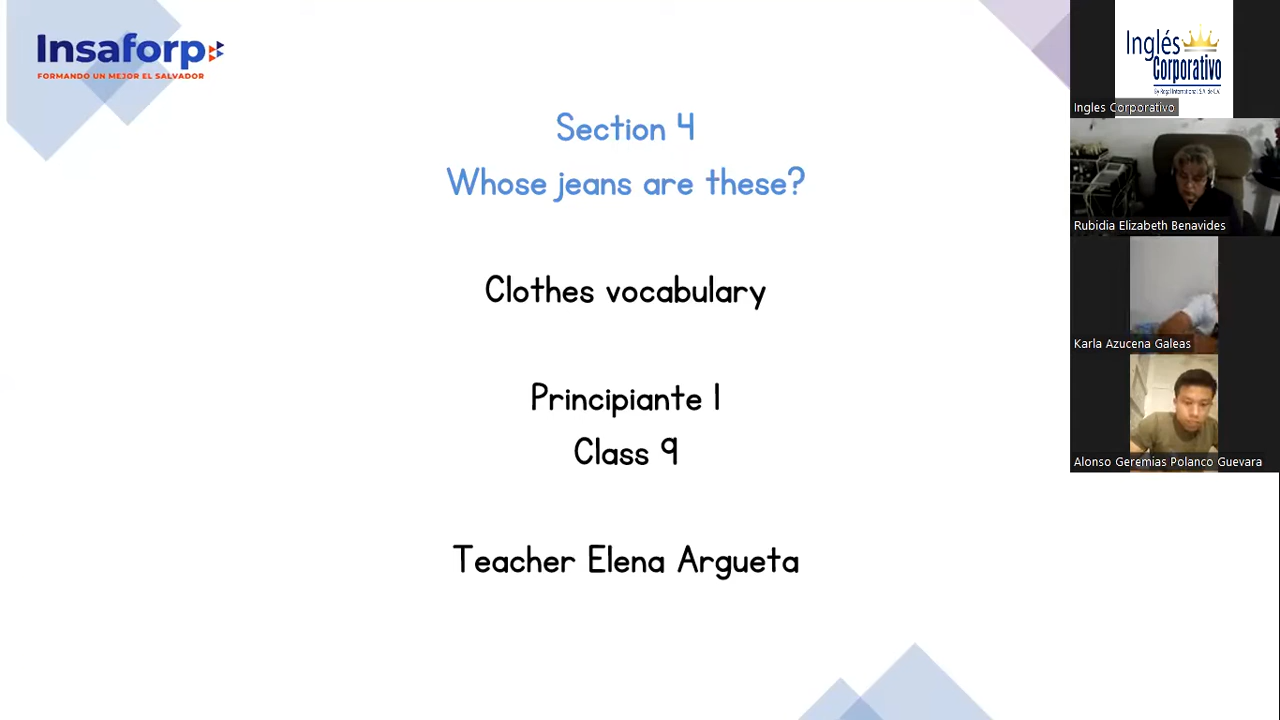 Insaforp
FORMANDO UN MEJOR EL SALVADOR
Section 4
Whose jeans are these?
Clothes vocabulary
Principiante 1
Class 9
Teacher Elena Argueta
Inglés
Corporativo
Ingles Corporativo
Rubidia Elizabeth Benavides
Karla Azucena Galeas
Alonso Geremias Polanco Guevara